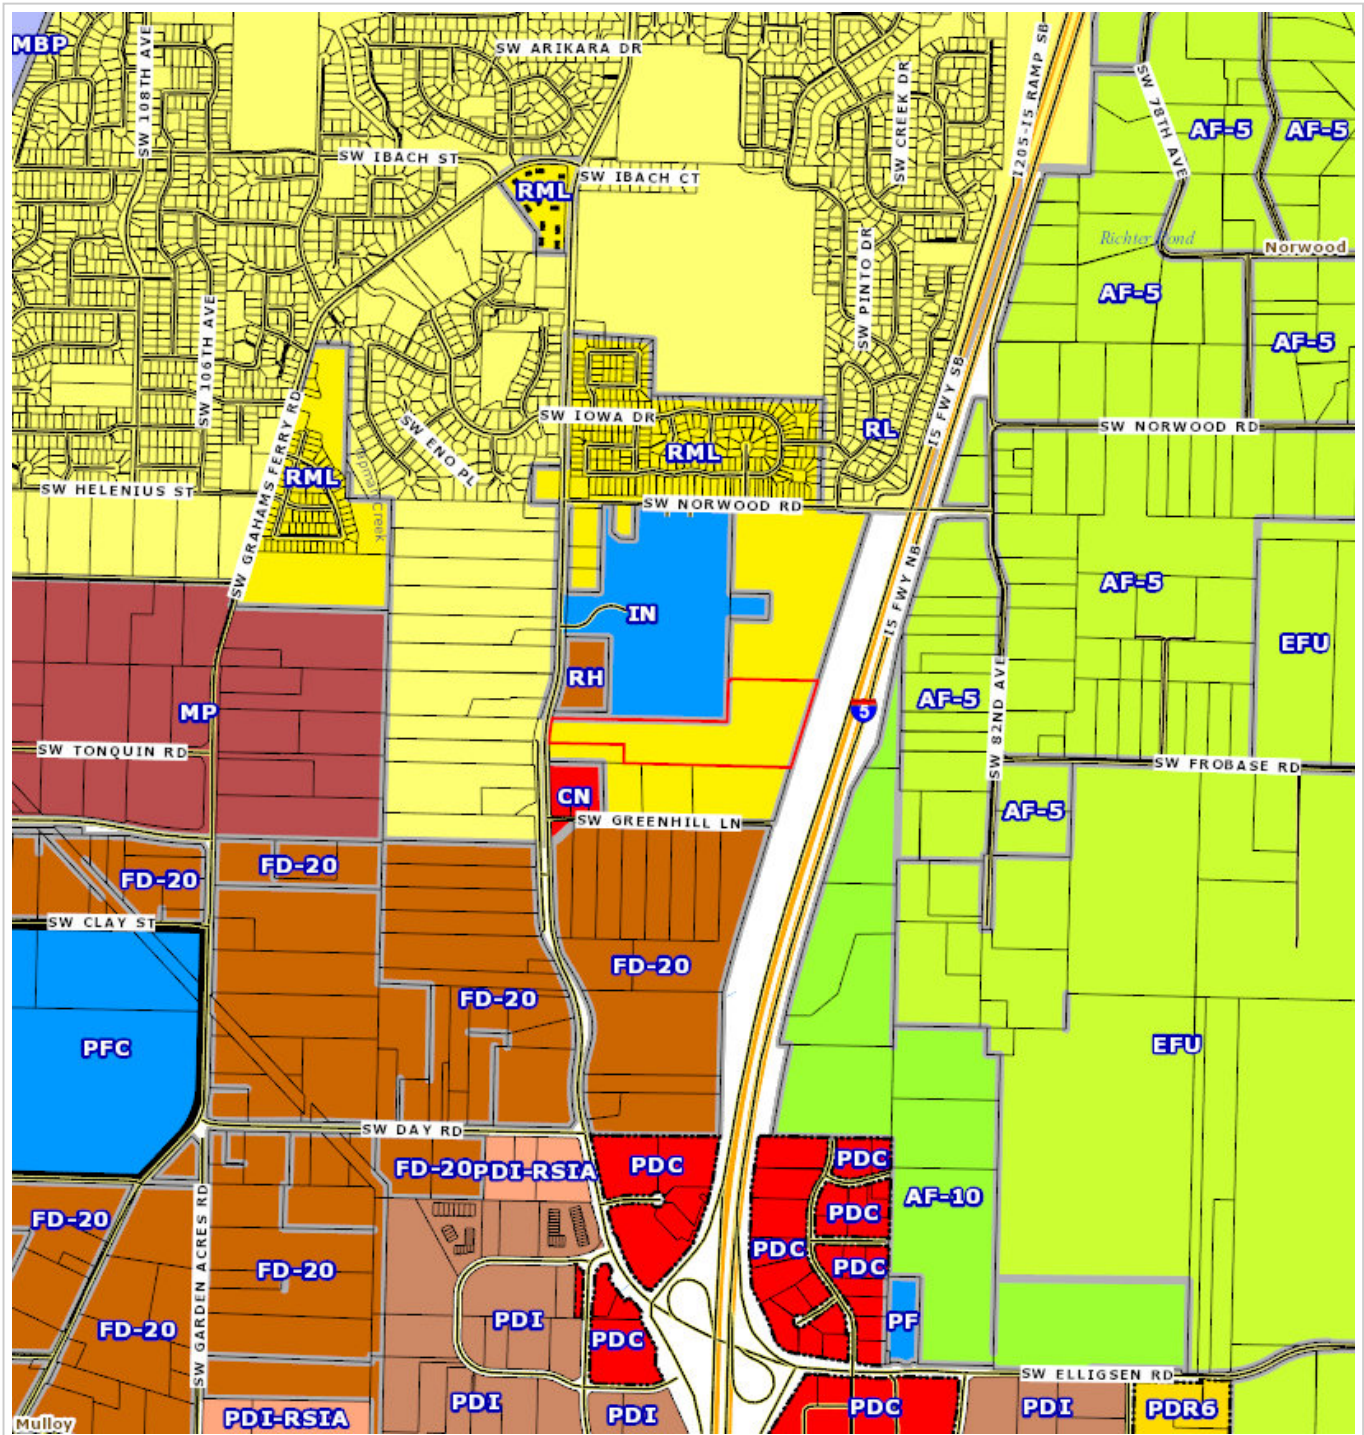 MBP
SW 108TH AVE
SW ARIKARA DR
SW CREEK DR
I205-I5 RAMP SB
SW 78TH AVE
AF-5
AF-5
SW IBACH ST
SW IBACH CT
RML
SW PINTO DR
Richter Pond
Norwood
AF-5
SW 106TH AVE
AF-5
I5 FWY SB
SW GRAHAMS FERRY RD
SW IOWA DR
RL
SW NORWOOD RD
SW ENO PL
RML
RML
Creek
SW HELENIUS ST
SW NORWOOD RD
I5 FWY NB
AF-5
IN
EFU
RH
AF-5
SW 82ND AVE
MP
5
SW TONQUIN RD
SW FROBASE RD
CN
AF-5
SW GREENHILL LN
FD-20
FD-20
SW CLAY ST
FD-20
FD-20
PFC
EFU
SW DAY RD
FD-20
PDI-RSIA
PDC
PDC
AF-10
FD-20
PDC
SW GARDEN ACRES RD
PDC
PDC
FD-20
PDI
PF
FD-20
PDC
SW ELLIGSEN RD
PDI
PDI
PDC
PDI
PDR6
Mulloy
PDI-RSIA